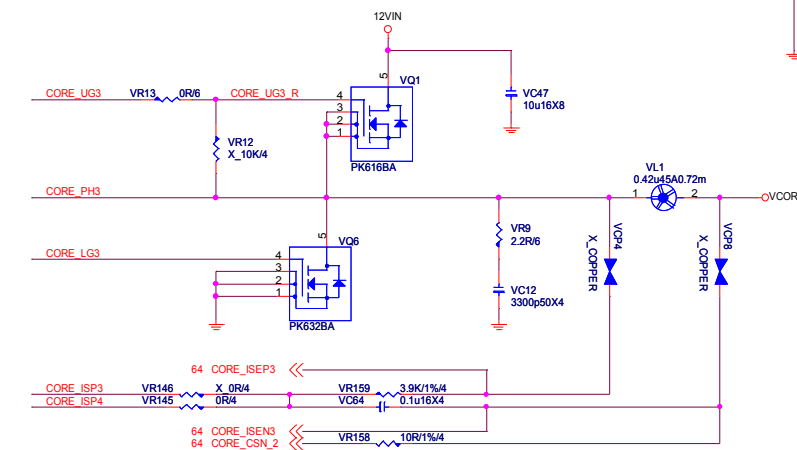 12VIN
CORE_UG3 VR13 0R/6 CORE_UG3_R
VQ1
5
4
3
2
1
PK616BA
VC47
10u16X8
VR12
X_10K/4
CORE_PH3
VL1
0.42u45A0.72m
1 2
VCOR
VR9
2.2R/6
VCP4
X_COPPER
VCP8
X_COPPER
CORE_LG3
VQ6
5
4
3
2
1
PK632BA
VC12
3300p50X4
64 CORE_ISEP3
CORE_ISP3 VR146 X_0R/4 VR159 3.9K/1%/4
CORE_ISP4 VR145 0R/4 VC64 0.1u16X4
64 CORE_ISEN3
64 CORE_CSN_2 VR158 10R/1%/4